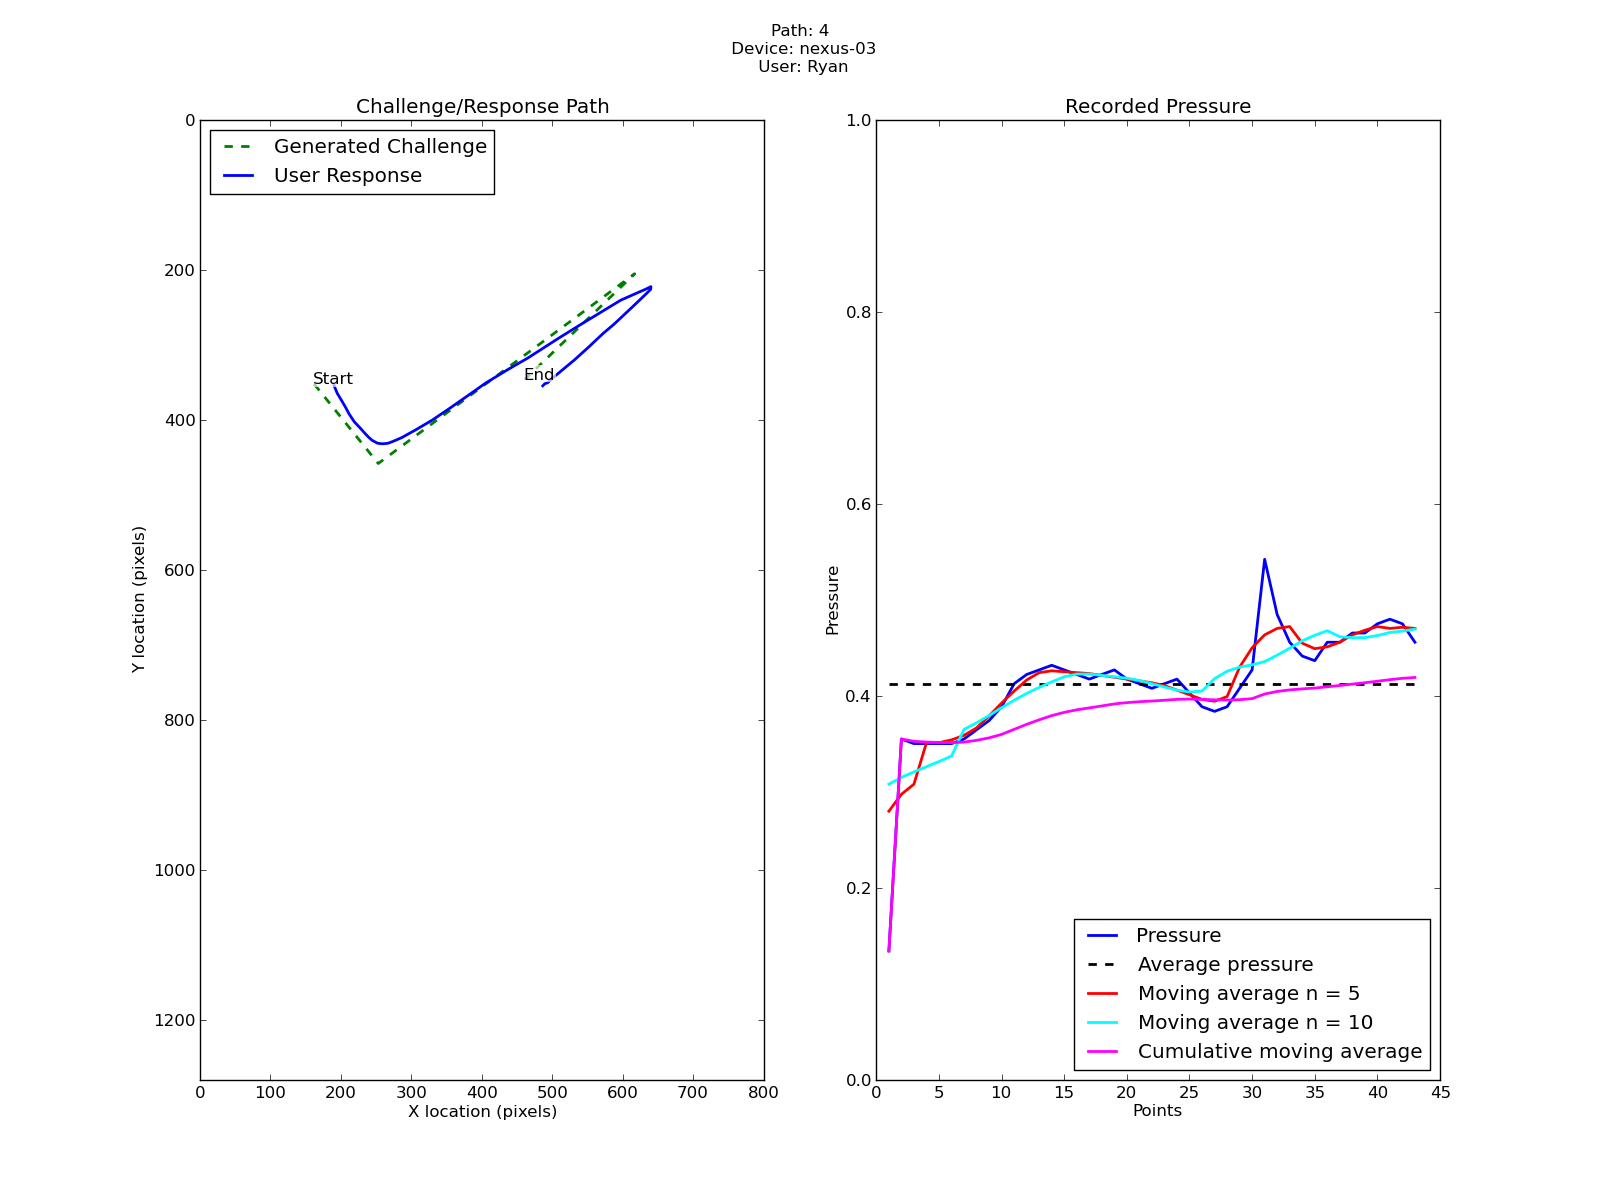 Path: 4
Device: nexus-03
User: Ryan
Challenge/Response Path
Generated Challenge
User Response
Start
End
0
200
400
600
800
1000
1200
Y location (pixels)
0 100 200 300 400 500 600 700 800
X location (pixels)
Recorded Pressure
1.0
0.8
0.6
0.4
0.2
0.0
Pressure
Pressure
Average pressure
Moving average n = 5
Moving average n = 10
Cumulative moving average
0 5 10 15 20 25 30 35 40 45
Points